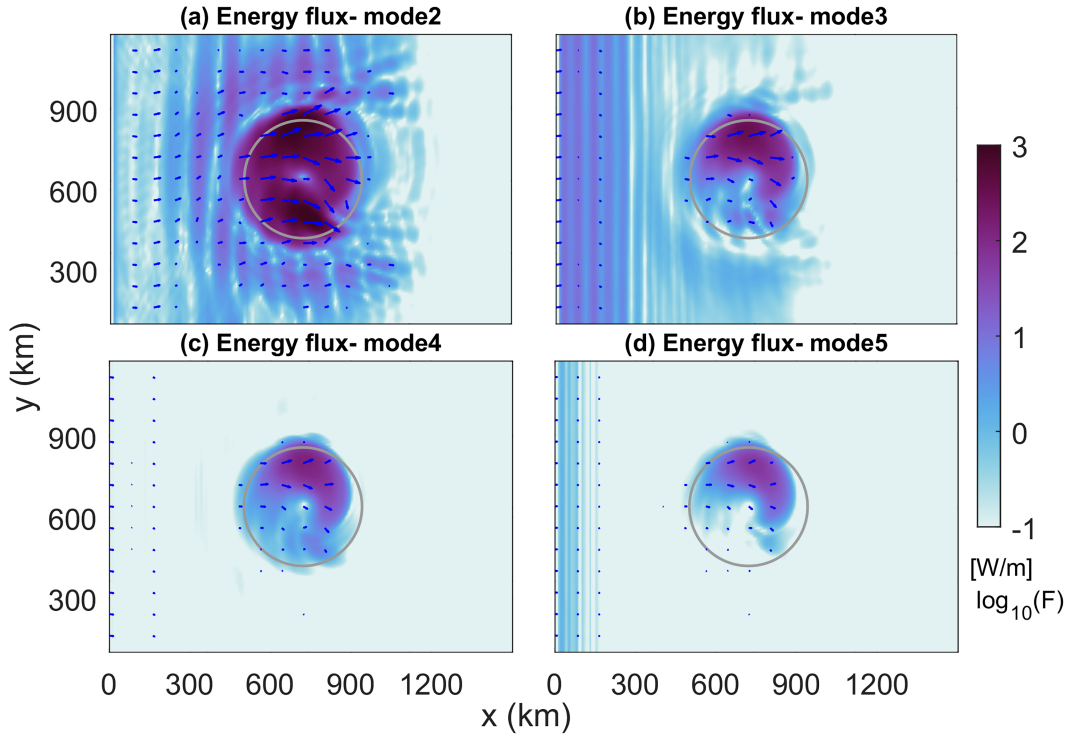 (a) Energy flux- mode2
(b) Energy flux- mode3
900
600
300
(c) Energy flux- mode4
(d) Energy flux- mode5
900
600
300
y (km)
0 300 600 900 1200
0 300 600 900 1200
x (km)
3
2
1
0
-1
[W/m]
log10(F)